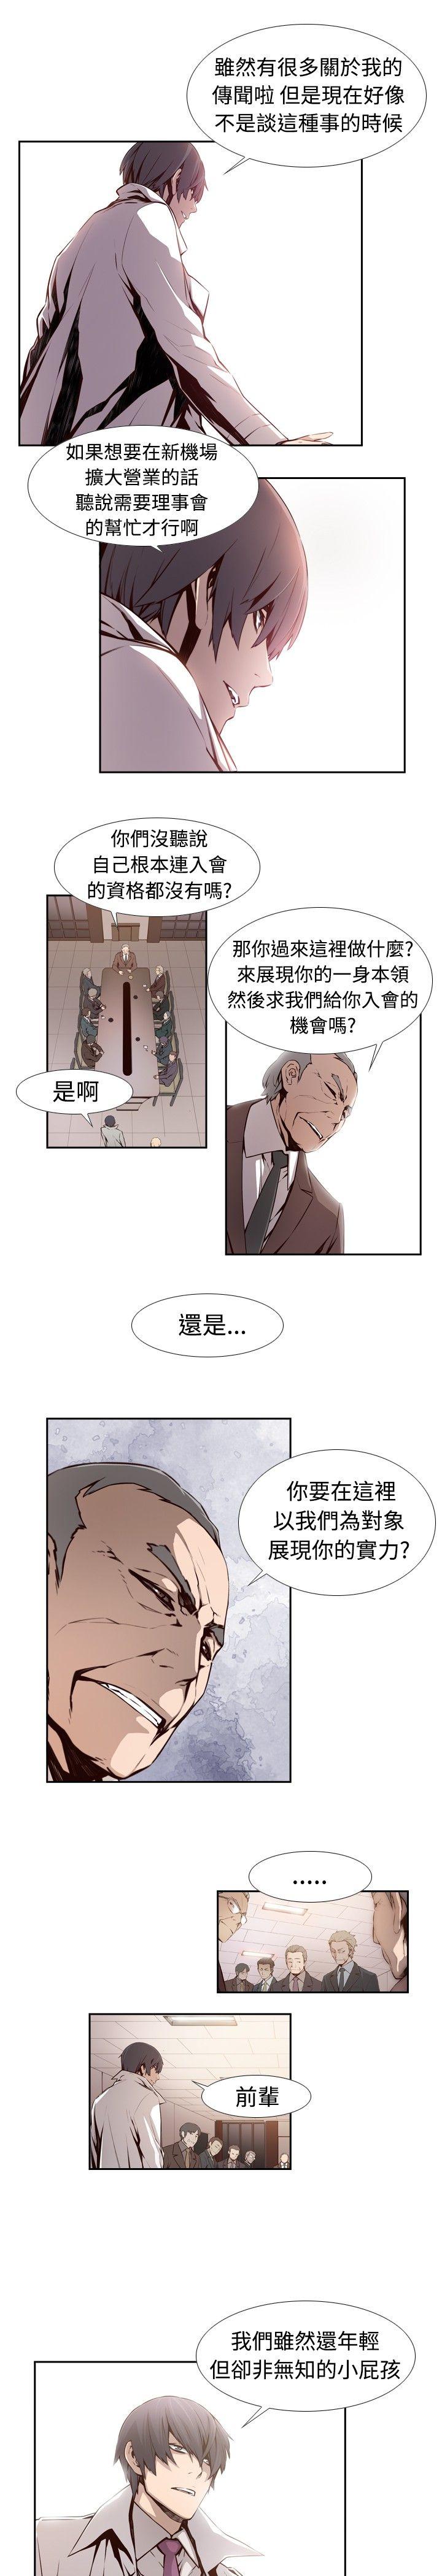 雖然有很多關於我的
傳聞啦 但是現在好像
不是談這種事的時候
如果想要在新機場
擴大營業的話
聽說需要理事會
的幫忙才行啊
你們沒聽說
自己根本連入會
的資格都沒有嗎?
是啊
那你過來這裡做什麼?
來展現你的一身本領
然後求我們給你入會的
機會嗎?
還是...
你要在這裡
以我們為對象
展現你的實力?
.....
前輩
我們雖然還年輕
但卻非無知的小屁孩